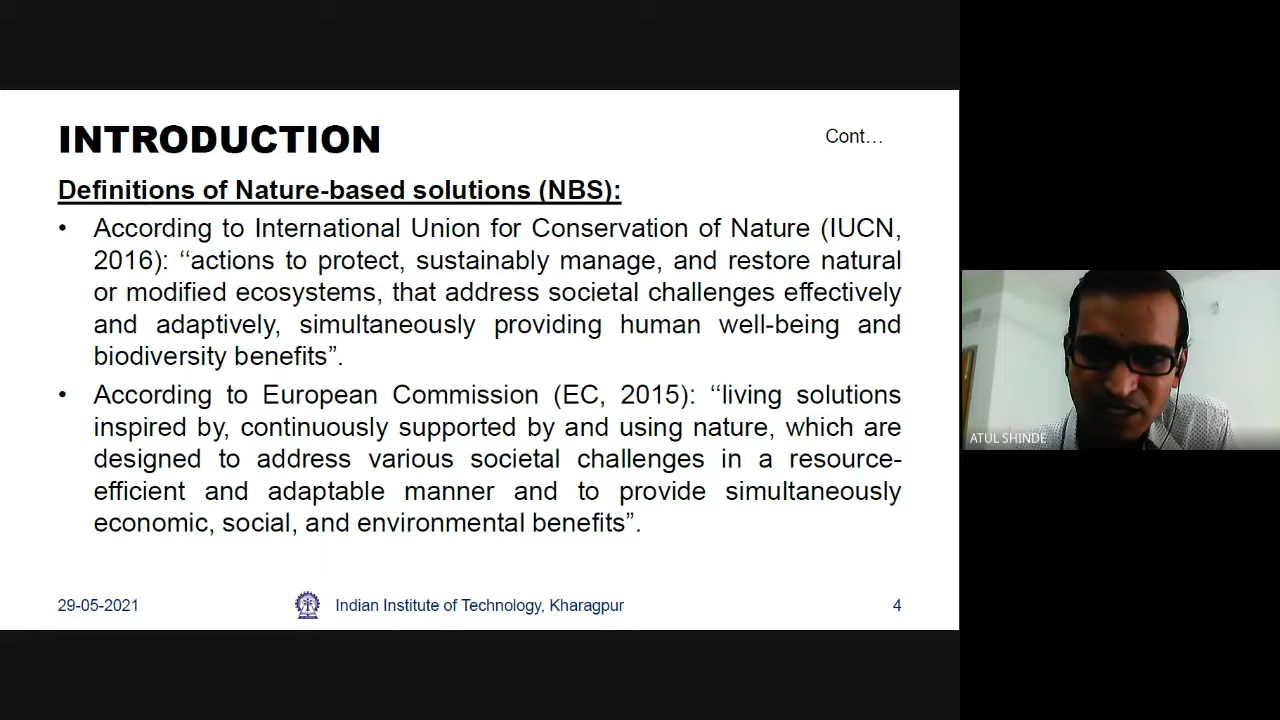 INTRODUCTION
Cont...
Definitions of Nature-based solutions (NBS):
• According to International Union for Conservation of Nature (IUCN,
2016): ‘‘actions to protect, sustainably manage, and restore natural
or modified ecosystems, that address societal challenges effectively
and adaptively, simultaneously providing human well-being and
biodiversity benefits”.
• According to European Commission (EC, 2015): ‘‘living solutions
inspired by, continuously supported by and using nature, which are
designed to address various societal challenges in a resource-
efficient and adaptable manner and to provide simultaneously
economic, social, and environmental benefits”.
29-05-2021
Indian Institute of Technology, Kharagpur
4
ATUL SHINDE